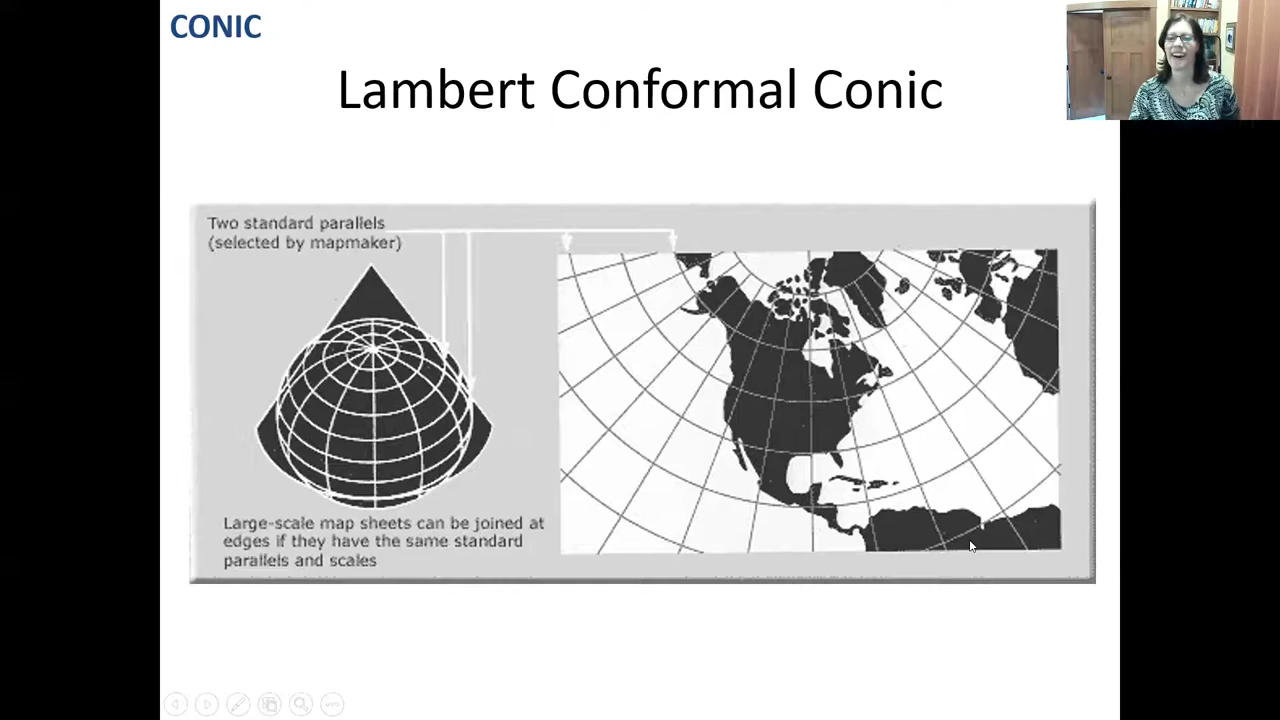 CONIC
Lambert Conformal Conic
Two standard parallels
(selected by mapmaker)
Large-scale map sheets can be joined at
edges if they have the same standard
parallels and scales